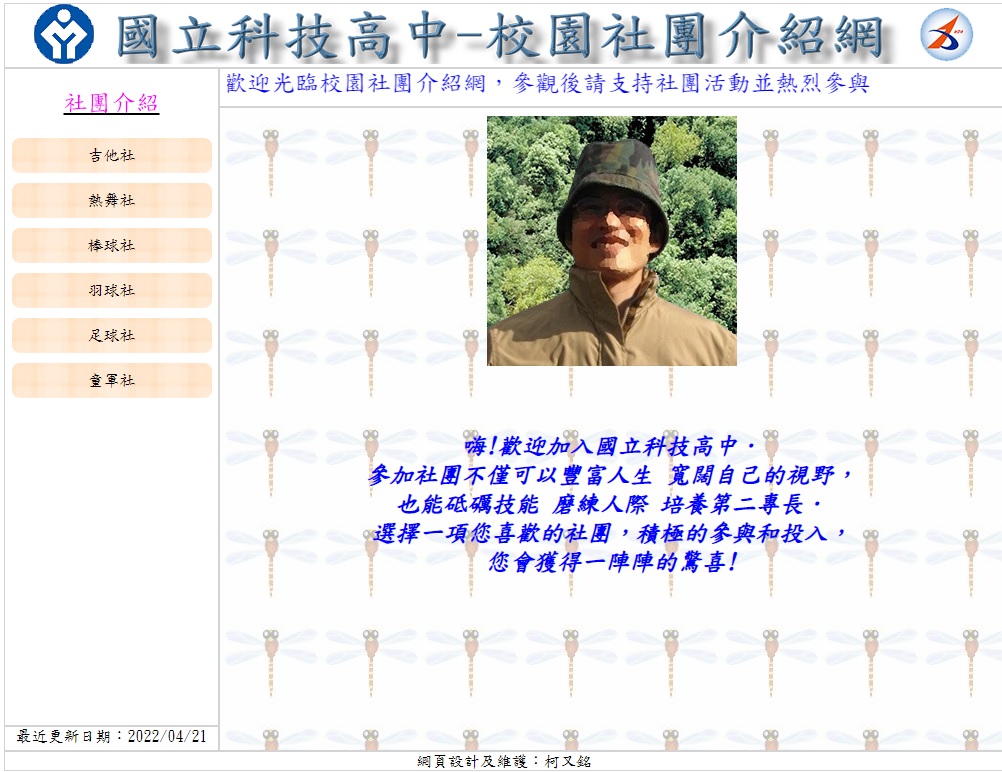 國立科技高中-校園社團介紹網
歡迎光臨校園社團介紹網，參觀後請支持社團活動並熱烈參與
社團介紹
吉他社
熱舞社
棒球社
羽球社
足球社
童軍社
嗨!歡迎加入國立科技高中．
參加社團不僅可以豐富人生 寬闊自己的視野，
也能砥礪技能 磨練人際 培養第二專長．
選擇一項您喜歡的社團，積極的參與和投入，
您會獲得一陣陣的驚喜!
最近更新日期：2022/04/21
網頁設計及維護：柯又銘